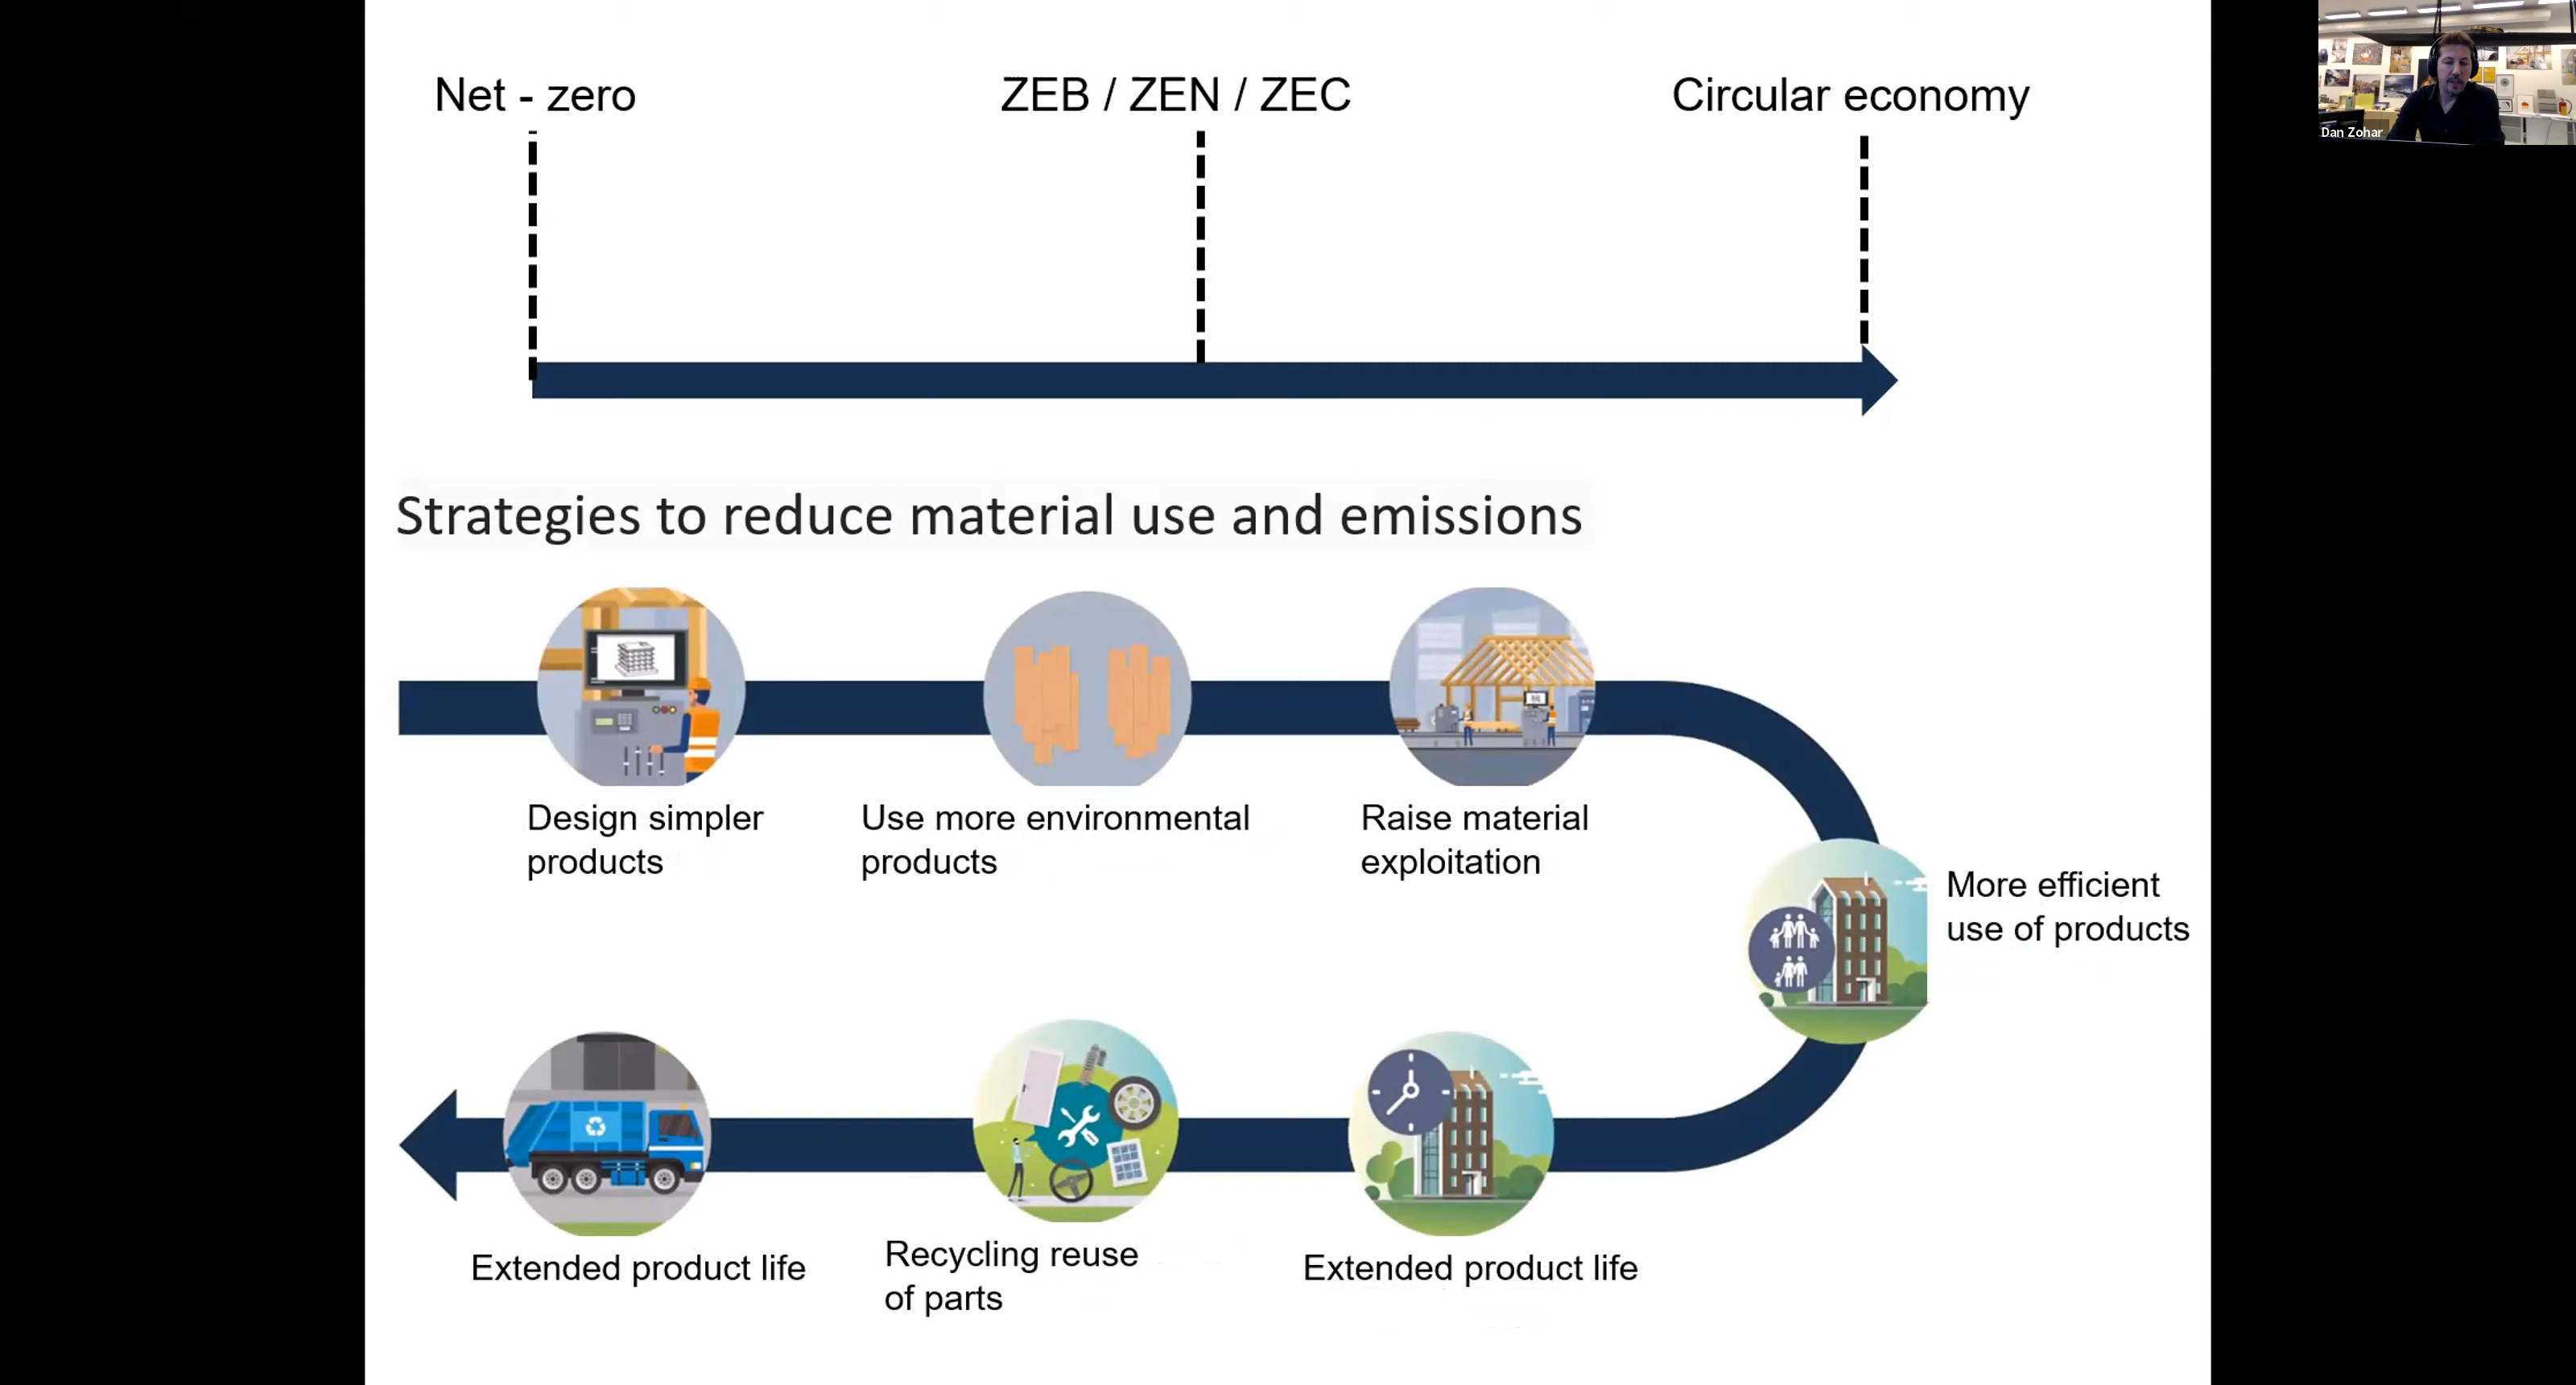 Net - zero
ZEB / ZEN / ZEC
Circular economy
Dan Zohar
Strategies to reduce material use and emissions
Design simpler
products
Use more environmental
products
Raise material
exploitation
More efficient
use of products
Extended product life
Recycling reuse
of parts
Extended product life